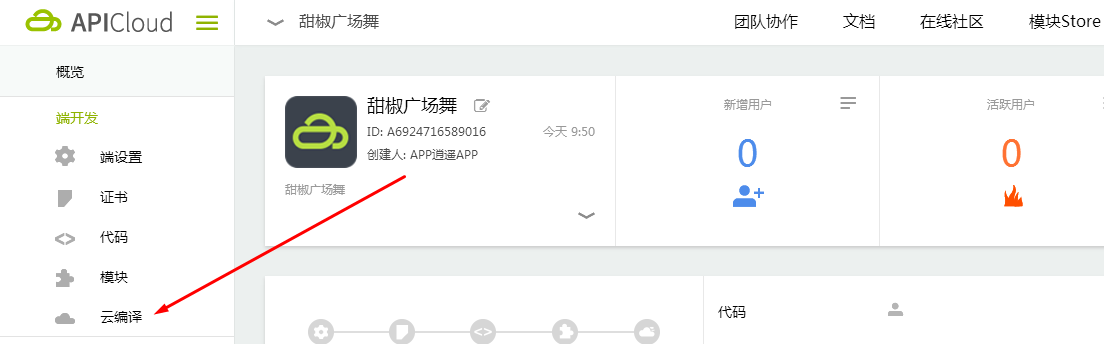 APICloud
甜椒广场舞
团队协作
文档
在线社区
模块Store
概览
端开发
端设置
证书
代码
模块
云编译
甜椒广场舞
ID: A6924716589016
今天 9:50
创建人: APP逍遥APP
甜椒广场舞
新增用户
0
活跃用户
0
代码